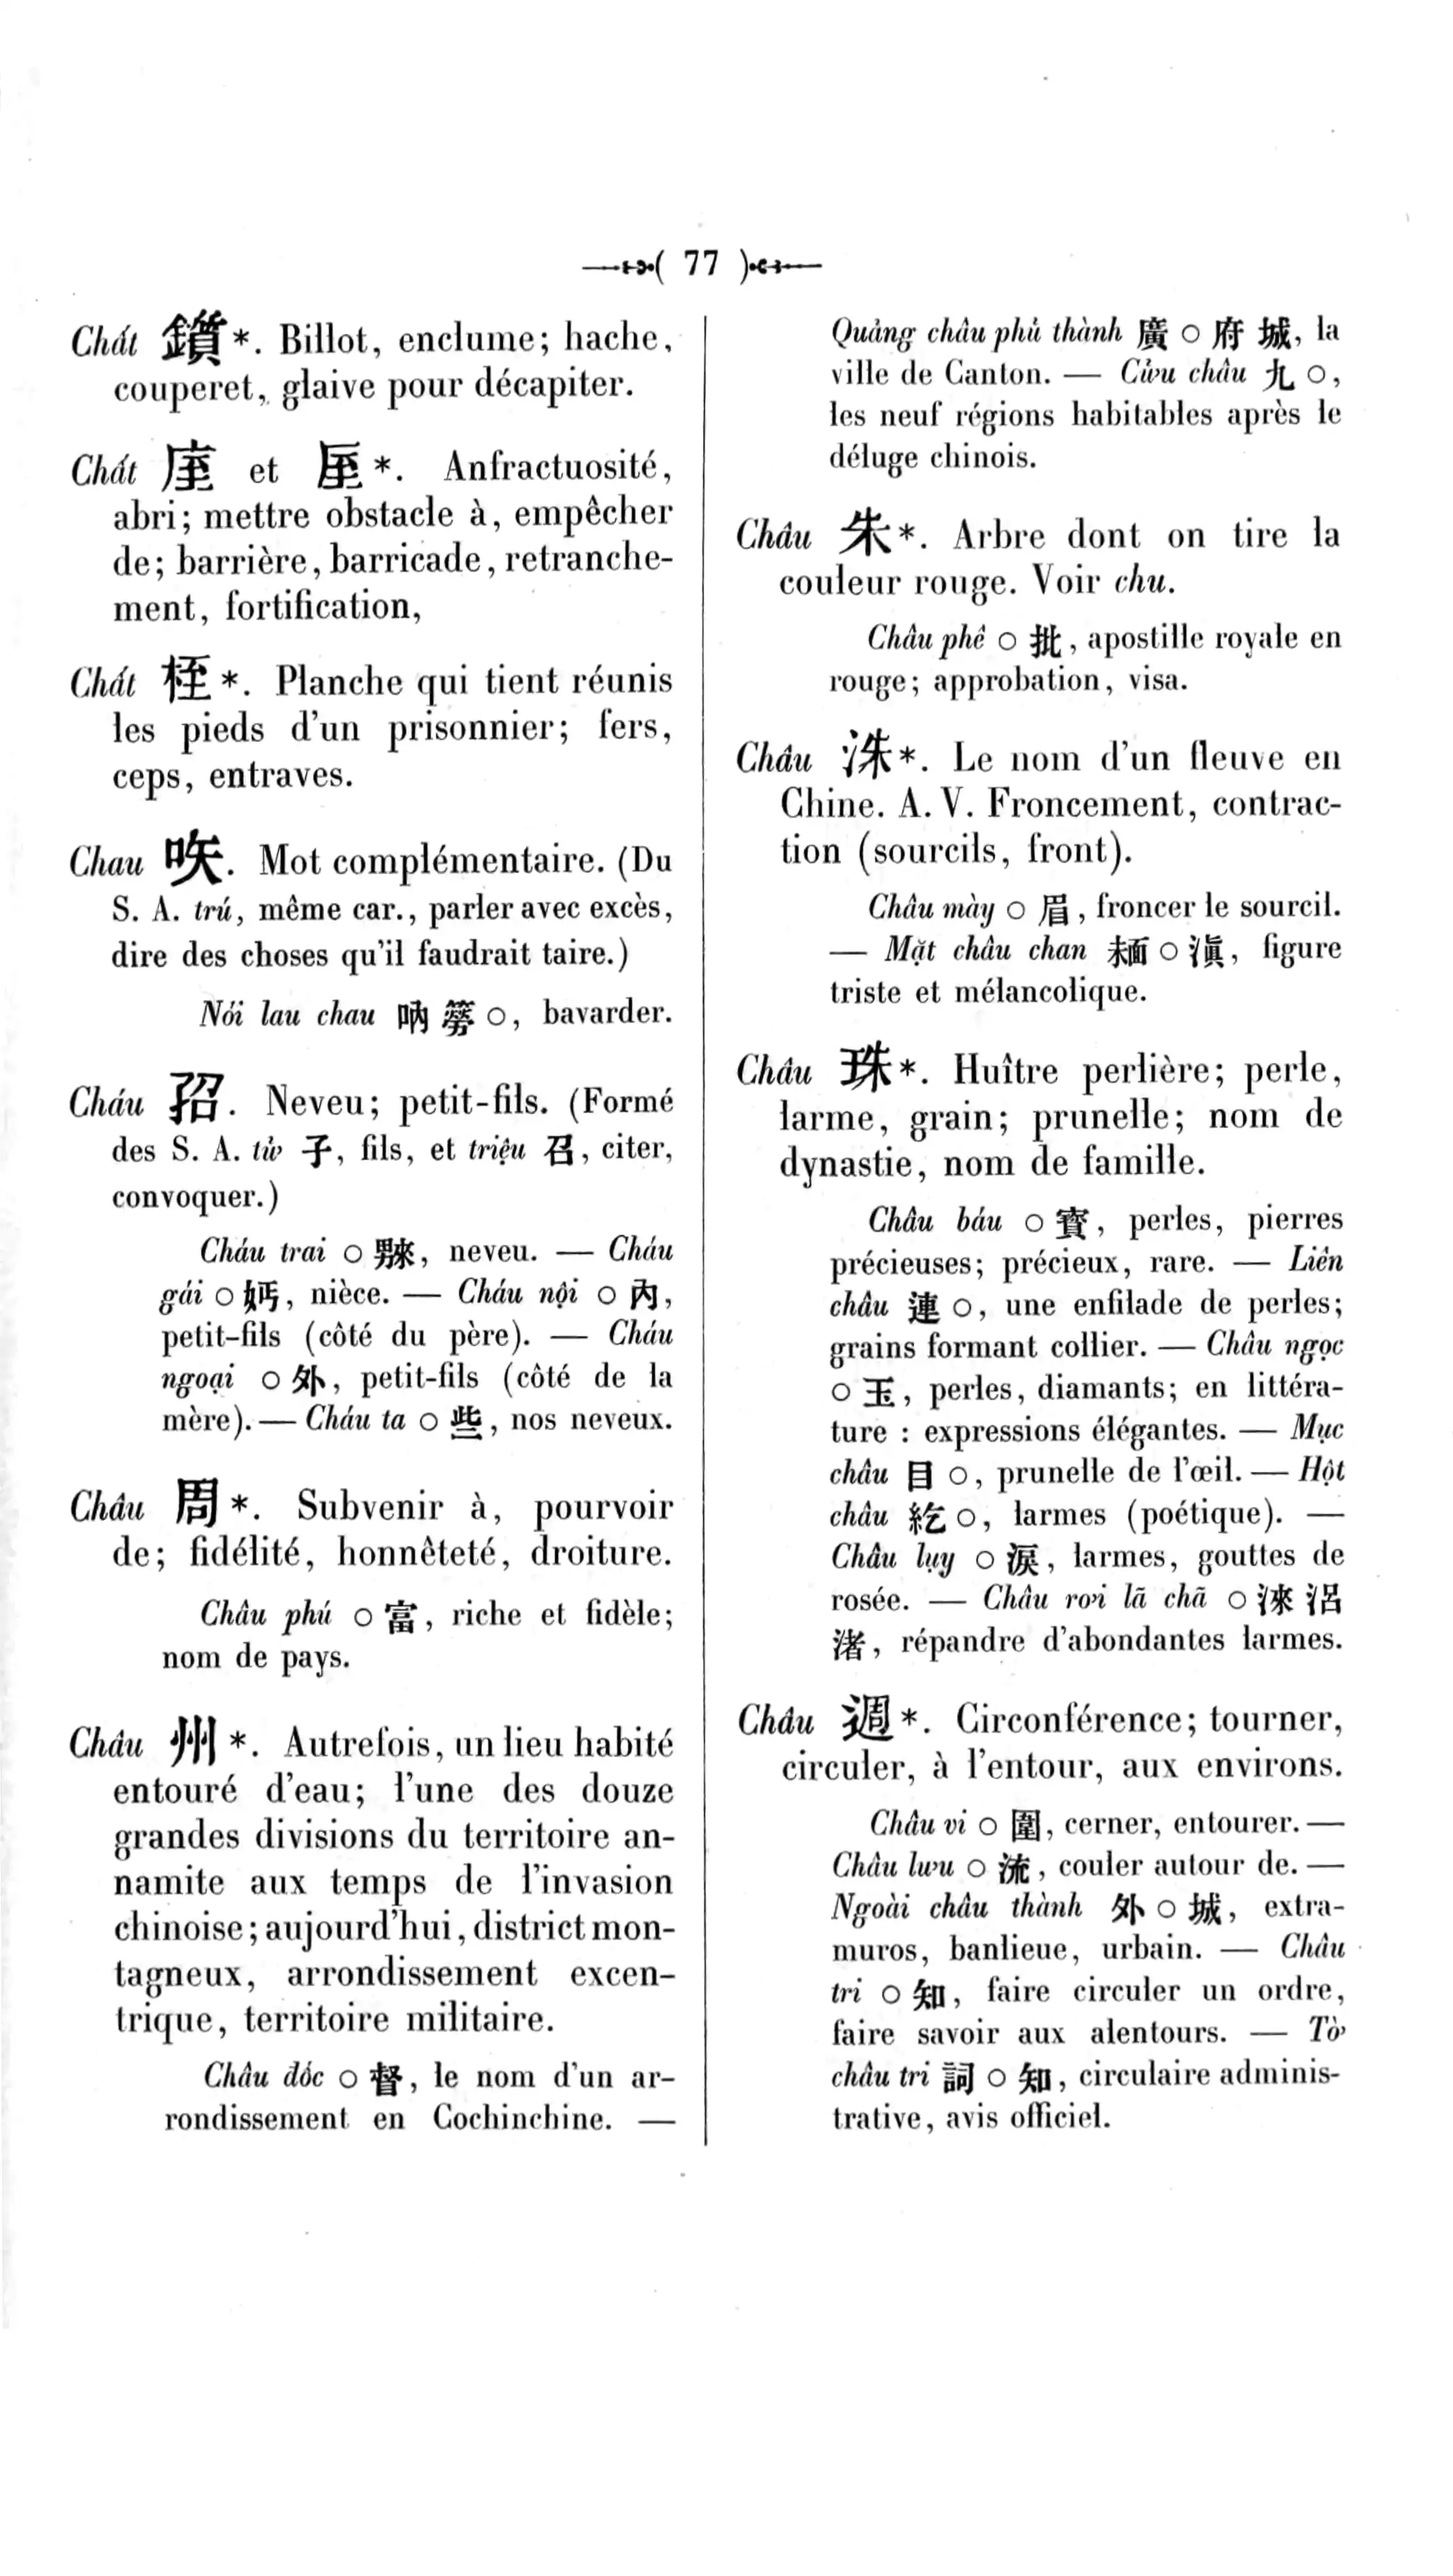 ( 77 )
Chất 鑕*. Billot, enclume; hache,
couperet, glaive pour décapiter.
Chất 庢 et 厔*. Anfractuosité,
abri; mettre obstacle à, empêcher
de; barrière, barricade, retranche-
ment, fortification,
Chất 桎*. Planche qui tient réunis
les pieds d'un prisonnier; fers,
ceps, entraves.
Chau 咮. Mot complémentaire. (Du
S. A. trú, même car., parler avec excès,
dire des choses qu'il faudrait taire.)
Nói lau chau 吶 ○, bavarder.
Cháu 㛅. Neveu; petit-fils. (Formé
des S. A. tử 子, fils, et triệu 召, citer,
convoquer.)
Cháu trai ○ 𤳇, neveu. — Cháu
gái ○ 㛿, nièce. — Cháu nội ○ 內,
petit-fils (côté du père). — Cháu
ngoại ○ 外, petit-fils (côté de la
mère). — Cháu ta ○ 些, nos neveux.
Châu 周*. Subvenir à, pourvoir
de; fidélité, honnêteté, droiture.
Châu phú ○ 富, riche et fidèle;
nom de pays.
Châu 州*. Autrefois, un lieu habité
entouré d'eau; l'une des douze
grandes divisions du territoire an-
namite aux temps de l'invasion
chinoise; aujourd'hui, district mon-
tagneux, arrondissement excen-
trique, territoire militaire.
Châu đốc ○ 督, le nom d'un ar-
rondissement en Cochinchine. —
Quảng châu phủ thành 廣 ○ 府 城, la
ville de Canton. — Cửu châu 九 ○,
les neuf régions habitables après le
déluge chinois.
Châu 朱*. Arbre dont on tire la
couleur rouge. Voir chu.
Châu phê ○ 批, apostille royale en
rouge; approbation, visa.
Châu 洙*. Le nom d'un fleuve en
Chine. A. V. Froncement, contrac-
tion (sourcils, front).
Châu mày ○ 眉, froncer le sourcil.
— Mặt châu chan 𩈘 ○ 滇, figure
triste et mélancolique.
Châu 珠*. Huître perlière; perle,
larme, grain; prunelle; nom de
dynastie, nom de famille.
Châu báu ○ 寳, perles, pierres
précieuses; précieux, rare. — Liên
châu 連 ○, une enfilade de perles;
grains formant collier. — Châu ngọc
○ 玉, perles, diamants; en littéra-
ture : expressions élégantes. — Mục
châu 目 ○, prunelle de l'œil. — Hột
châu 紇 ○, larmes (poétique). —
Châu lụy ○ 淚, larmes, gouttes de
rosée. — Châu rơi lã chã ○ 淶 浥
渚, répandre d'abondantes larmes.
Châu 週*. Circonférence; tourner,
circuler, à l'entour, aux environs.
Châu vi ○ 圍, cerner, entourer. —
Châu lưu ○ 流, couler autour de. —
Ngoài châu thành 外 ○ 城, extra-
muros, banlieue, urbain. — Châu
tri ○ 知, faire circuler un ordre,
faire savoir aux alentours. — Tờ
châu tri 詞 ○ 知, circulaire adminis-
trative, avis officiel.